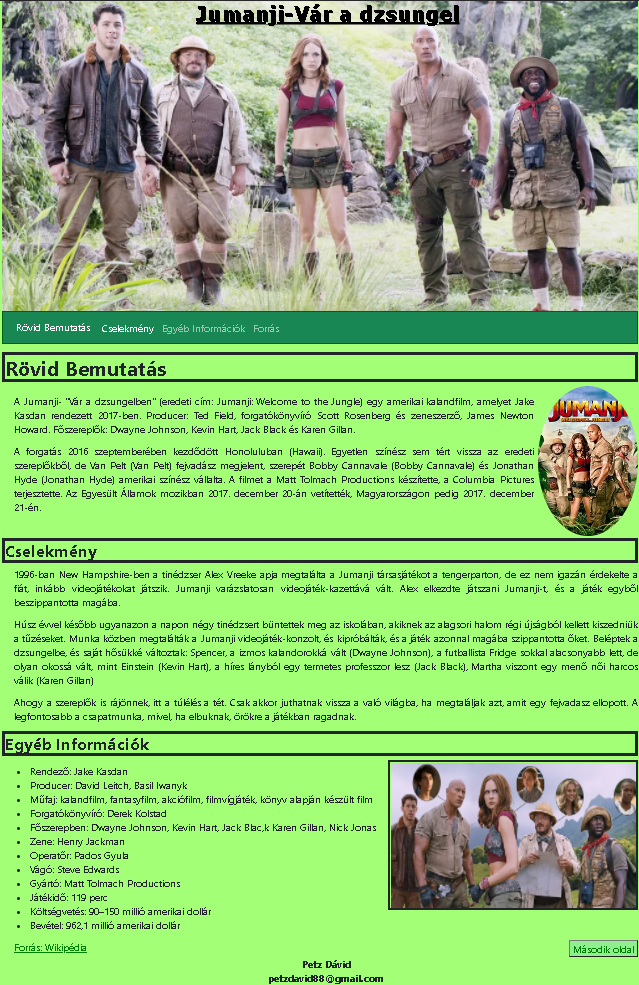 Jumanji-Vár a dzsungel
Rövid Bemutatás Cselekmény Egyéb Információk Forrás
Rövid Bemutatás
A Jumanji- "Vár a dzsungelben" (eredeti cím: Jumanji: Welcome to the Jungle) egy amerikai kalandfilm, amelyet Jake
Kasdan rendezett 2017-ben. Producer: Ted Field, forgatókönyvíró Scott Rosenberg és zeneszerző, James Newton
Howard. Főszereplők: Dwayne Johnson, Kevin Hart, Jack Black és Karen Gillan.
A forgatás 2016 szeptemberében kezdődött Honoluluban (Hawaii). Egyetlen színész sem tért vissza az eredeti
szereplőkből, de Van Pelt (Van Pelt) fejvadász megjelent, szerepét Bobby Cannavale (Bobby Cannavale) és Jonathan
Hyde (Jonathan Hyde) amerikai színész vállalta. A filmet a Matt Tolmach Productions készítette, a Columbia Pictures
terjesztette. Az Egyesült Államok mozikban 2017. december 20-án vetítették, Magyarországon pedig 2017. december
21-én.
JUMANJI
Cselekmény
1996-ban New Hampshire-ben a tinédzser Alex Vreeke apja megtalálta a Jumanji társasjátékot a tengerparton, de ez nem igazán érdekelte a
fiát, inkább videojátékokat játszik. Jumanji varázslatosan videojáték-kazettává vált. Alex elkezdte játszani Jumanji-t, és a játék egyből
beszippantotta magába.
Húsz évvel később ugyanazon a napon négy tinédzsert büntettek meg az iskolában, akiknek az alagsori halom régi újságból kellett kiszedniük
a tűzéseket. Munka közben megtalálták a Jumanji videojáték-konzolt, és kipróbálták, és a játék azonnal magába szippantotta őket. Beléptek a
dzsungelbe, és saját hősükké változtak: Spencer, a izmos kalandorokká vált (Dwayne Johnson), a futballista Fridge sokkal alacsonyabb lett, de
olyan okossá vált, mint Einstein (Kevin Hart), a híres lányból egy termetes professzor lesz (Jack Black), Martha viszont egy menő női harcos
válik (Karen Gillan)
Ahogy a szereplők is rájönnek, itt a túlélés a tét. Csak akkor juthatnak vissza a való világba, ha megtalálják azt, amit egy fejvadasz ellopott. A
legfontosabb a csapatmunka, mivel, ha elbuknak, örökre a játékban ragadnak.
Egyéb Információk
Rendező: Jake Kasdan
Producer: David Leitch, Basil Iwanyk
Műfaj: kalandfilm, fantasyfilm, akciófilm, filmvígjáték, könyv alapján készült film
Forgatókönyvíró: Derek Kolstad
Főszerepben: Dwayne Johnson, Kevin Hart, Jack Blac,k Karen Gillan, Nick Jonas
Zene: Henry Jackman
Operatőr: Pados Gyula
Vágó: Steve Edwards
Gyártó: Matt Tolmach Productions
Játékidő: 119 perc
Költségvetés: 90–150 millió amerikai dollár
Bevétel: 962,1 millió amerikai dollár
Forrás: Wikipédia
Második oldal
Petz Dávid
petzdavid88@gmail.com